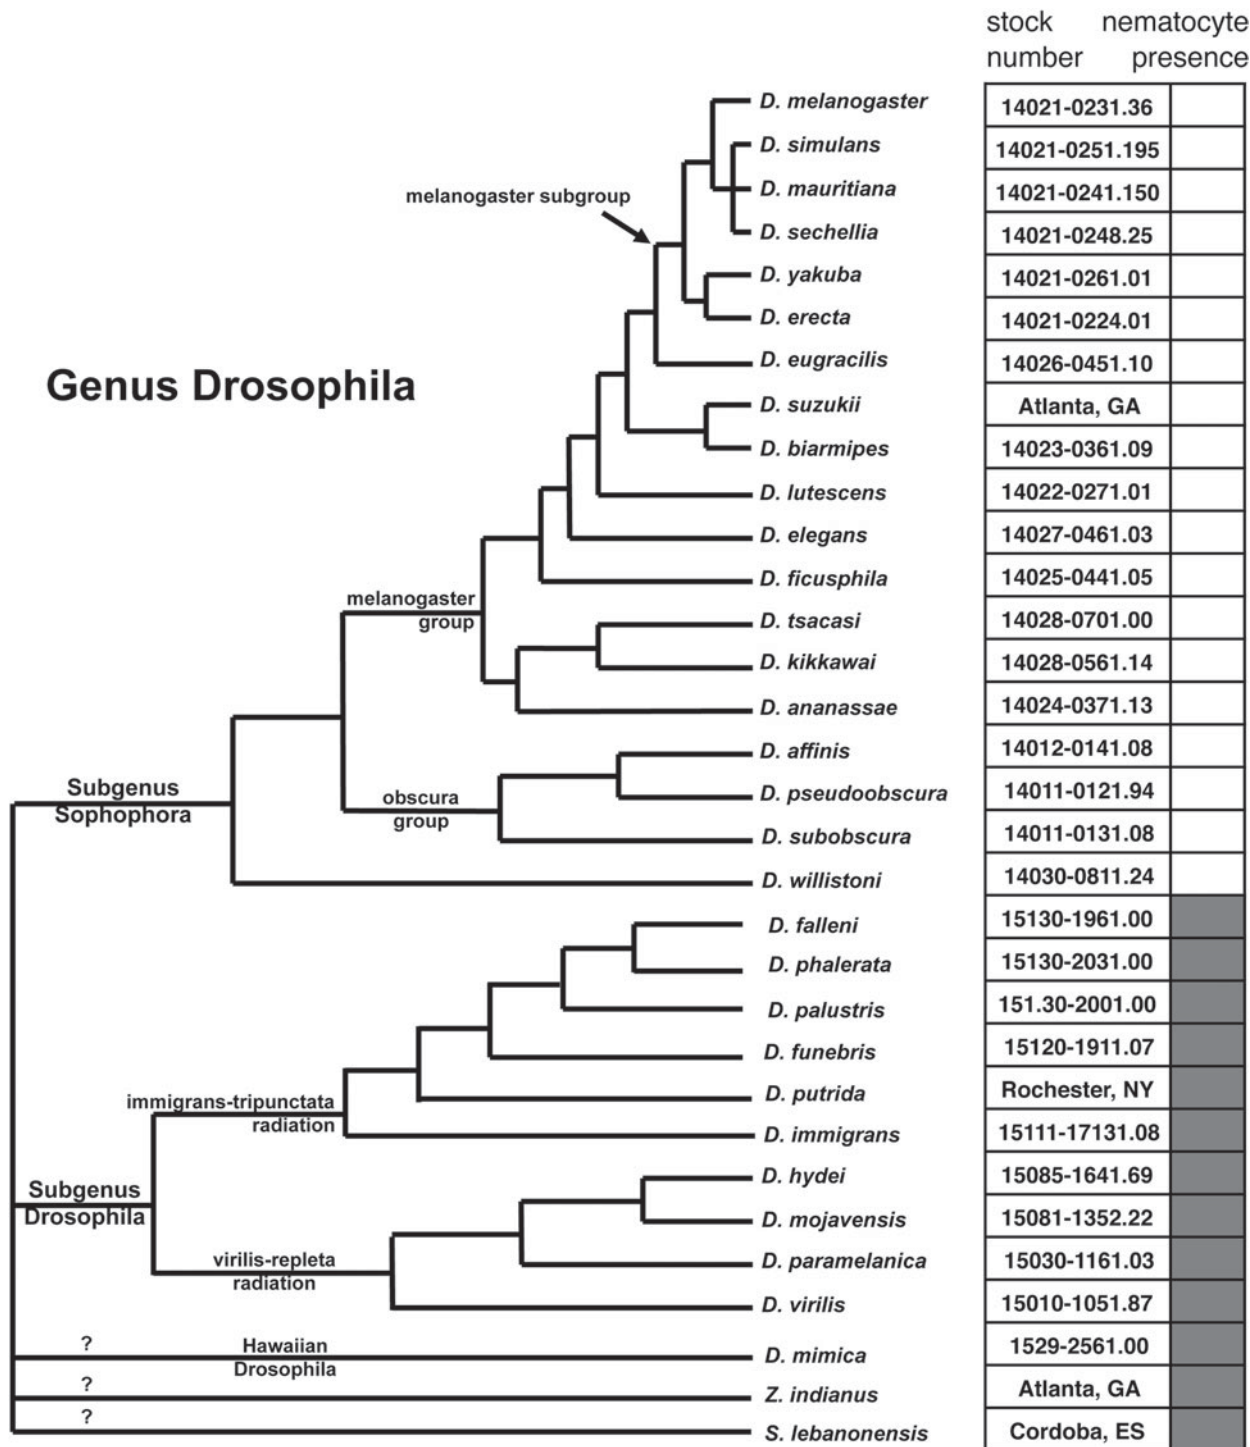 stock nematocyte
number presence
D. melanogaster 14021-0231.36
D. simulans 14021-0251.195
D. mauritiana 14021-0241.150
melanogaster subgroup
D. sechellia 14021-0248.25
D. yakuba 14021-0261.01
D. erecta 14021-0224.01
D. eugracilis 14026-0451.10
Genus Drosophila
D. suzukii Atlanta, GA
D. biarmipes 14023-0361.09
D. lutescens 14022-0271.01
D. elegans 14027-0461.03
D. ficusphila 14025-0441.05
melanogaster
group
D. tsacasi 14028-0701.00
D. kikkawai 14028-0561.14
D. ananassae 14024-0371.13
D. affinis 14012-0141.08
Subgenus
Sophophora
obscura
group
D. pseudoobscura 14011-0121.94
D. subobscura 14011-0131.08
D. willistoni 14030-0811.24
D. falleni 15130-1961.00
D. phalerata 15130-2031.00
D. palustris 151.30-2001.00
D. funebris 15120-1911.07
immigrans-tripunctata
radiation
D. putrida Rochester, NY
D. immigrans 15111-17131.08
Subgenus
Drosophila
D. hydei 15085-1641.69
D. mojavensis 15081-1352.22
virilis-repleta
radiation
D. paramelanica 15030-1161.03
D. virilis 15010-1051.87
? Hawaiian
Drosophila
D. mimica 1529-2561.00
? Z. indianus Atlanta, GA
? S. lebanonensis Cordoba, ES